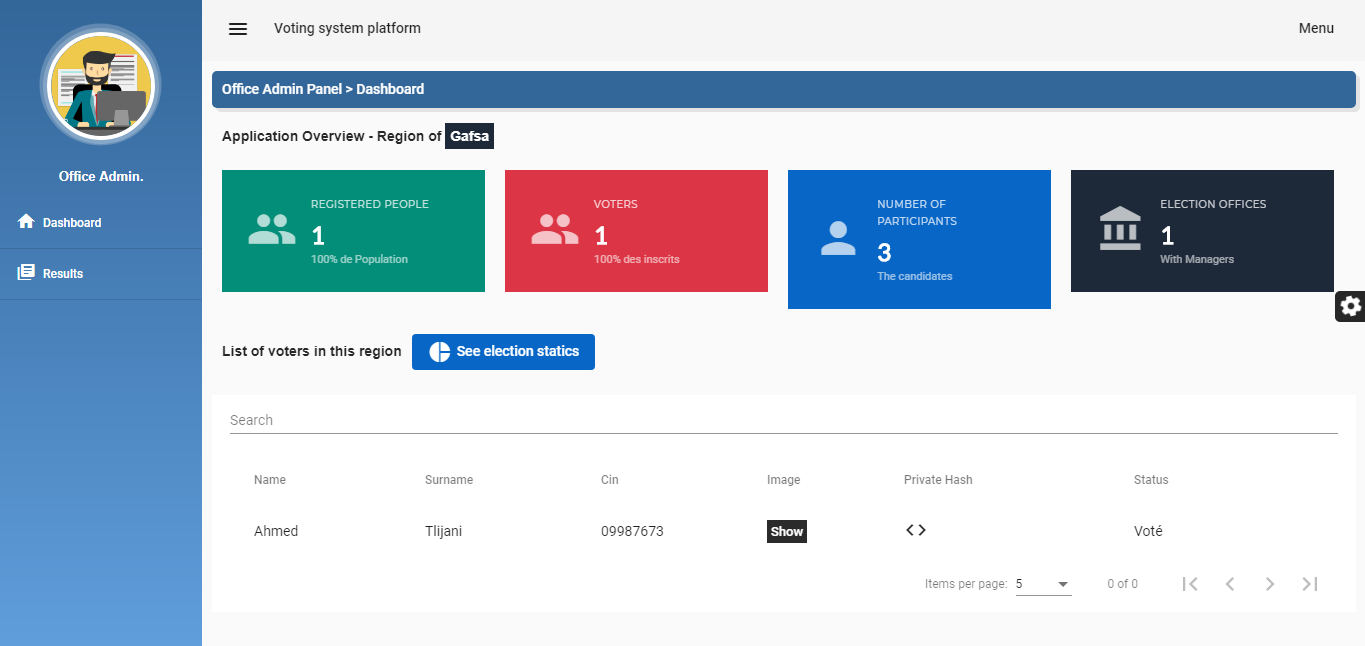 Voting system platform
Menu
Office Admin Panel > Dashboard
Office Admin.
Dashboard
Results
Application Overview - Region of Gafsa
REGISTERED PEOPLE
1
100% de Population
VOTERS
1
100% des inscrits
NUMBER OF
PARTICIPANTS
3
The candidates
ELECTION OFFICES
1
With Managers
List of voters in this region
See election statics
Search
Name Surname Cin Image Private Hash Status
Ahmed Tlijani 09987673 Show <> Voté
Items per page: 5 0 of 0